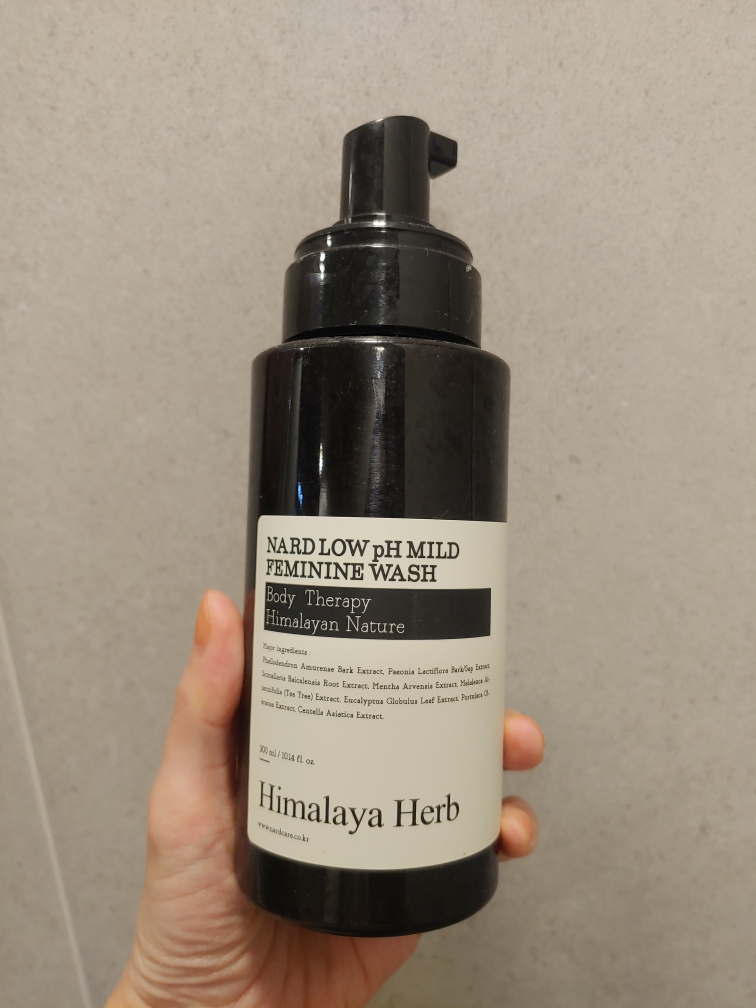 NARD LOW pH MILD
FEMININE WASH
Body Therapy
Himalayan Nature
Major ingredients :
Phellodendron Amurense Bark Extract, Paeonia Lactiflora Bark/Sap Extract,
Scutellaria Baicalensis Root Extract, Mentha Arvensis Extract, Melaleuca Al-
ternifolia (Tea Tree) Extract, Eucalyptus Globulus Leaf Extract, Portulaca Ol-
eracea Extract, Centella Asiatica Extract.
300 ml / 10.14 fl. oz.
Himalaya Herb
www.nardcare.co.kr